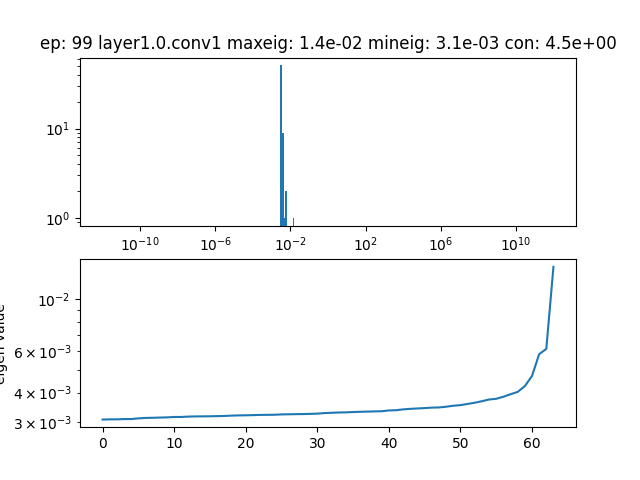 ep: 99 layer1.0.conv1 maxeig: 1.4e-02 mineig: 3.1e-03 con: 4.5e+00
10¹
10⁰
10⁻¹⁰ 10⁻⁶ 10⁻² 10² 10⁶ 10¹⁰
eigen value
10⁻²
6 × 10⁻³
4 × 10⁻³
3 × 10⁻³
0 10 20 30 40 50 60